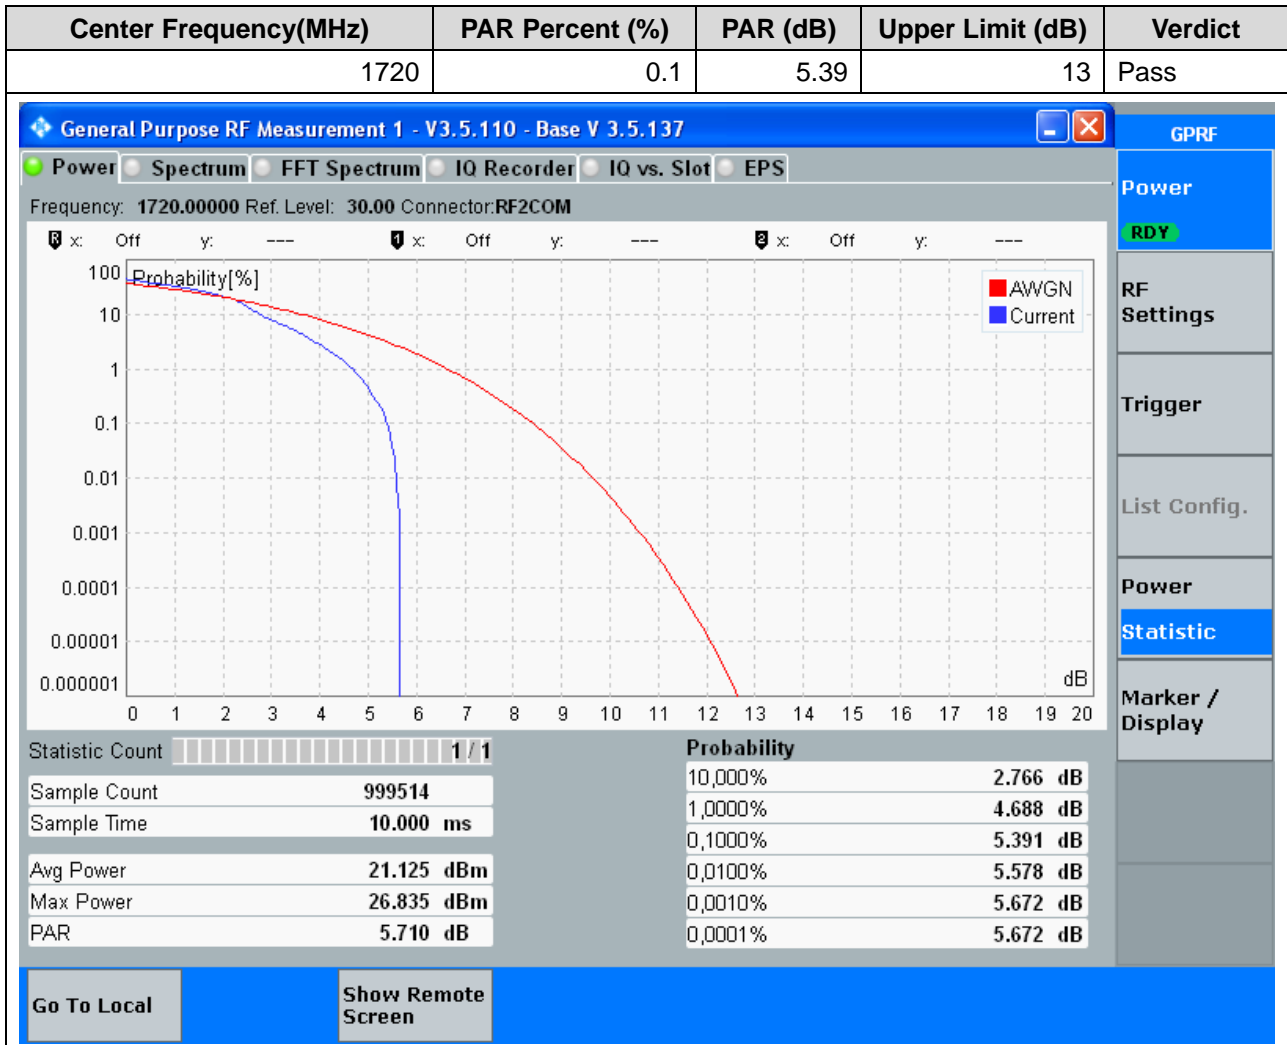 Center Frequency(MHz) PAR Percent (%) PAR (dB) Upper Limit (dB) Verdict
1720 0.1 5.39 13 Pass
General Purpose RF Measurement 1 - V3.5.110 - Base V 3.5.137
GPRF
Power Spectrum FFT Spectrum IQ Recorder IQ vs. Slot EPS
Power
RDY
Frequency: 1720.00000 Ref. Level: 30.00 Connector:RF2COM
R x: Off y: --- 1 x: Off y: --- 2 x: Off y: ---
Probability[%]
AWGN
Current
100
10
1
0.1
0.01
0.001
0.0001
0.00001
0.000001
dB
0 1 2 3 4 5 6 7 8 9 10 11 12 13 14 15 16 17 18 19 20
RF
Settings
Trigger
List Config.
Power
Statistic
Marker /
Display
Statistic Count 1 / 1
Sample Count 999514
Sample Time 10.000 ms
Avg Power 21.125 dBm
Max Power 26.835 dBm
PAR 5.710 dB
Probability
10,000% 2.766 dB
1,0000% 4.688 dB
0,1000% 5.391 dB
0,0100% 5.578 dB
0,0010% 5.672 dB
0,0001% 5.672 dB
Go To Local
Show Remote
Screen